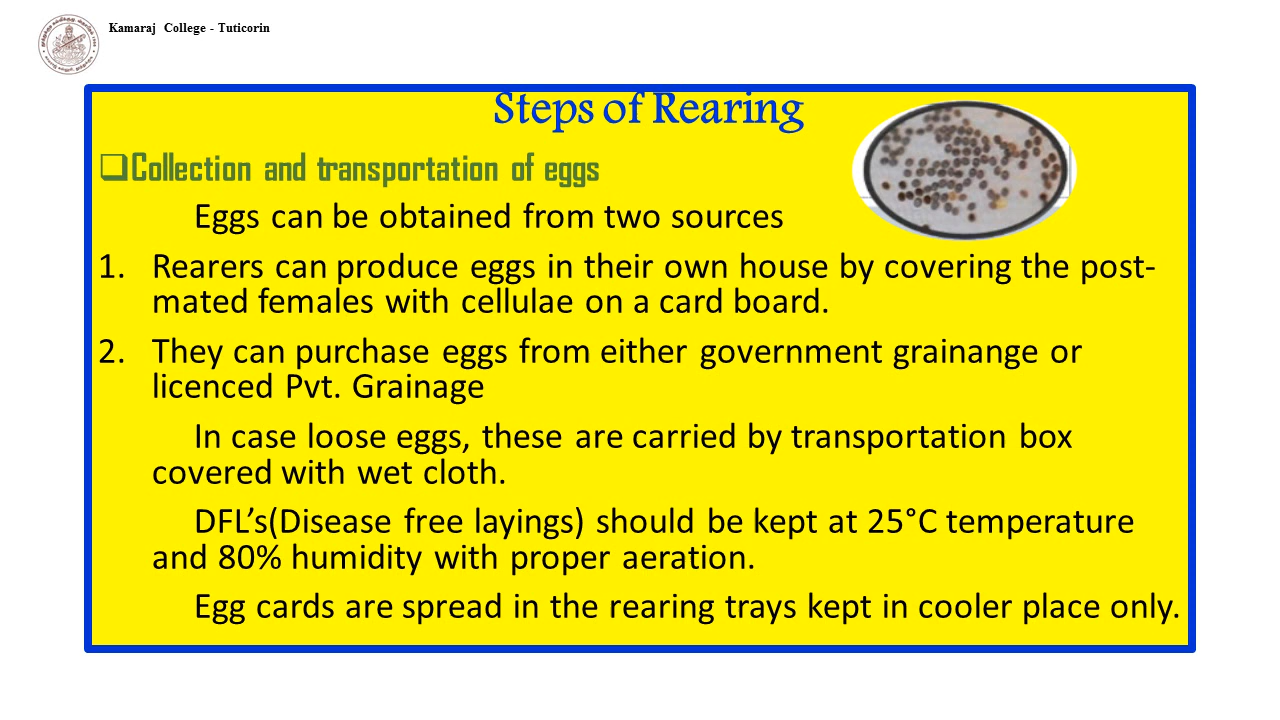 Kamaraj College - Tuticorin
Steps of Rearing
❑Collection and transportation of eggs
Eggs can be obtained from two sources
1. Rearers can produce eggs in their own house by covering the post-
mated females with cellulae on a card board.
2. They can purchase eggs from either government grainange or
licenced Pvt. Grainage
In case loose eggs, these are carried by transportation box
covered with wet cloth.
DFL’s(Disease free layings) should be kept at 25°C temperature
and 80% humidity with proper aeration.
Egg cards are spread in the rearing trays kept in cooler place only.